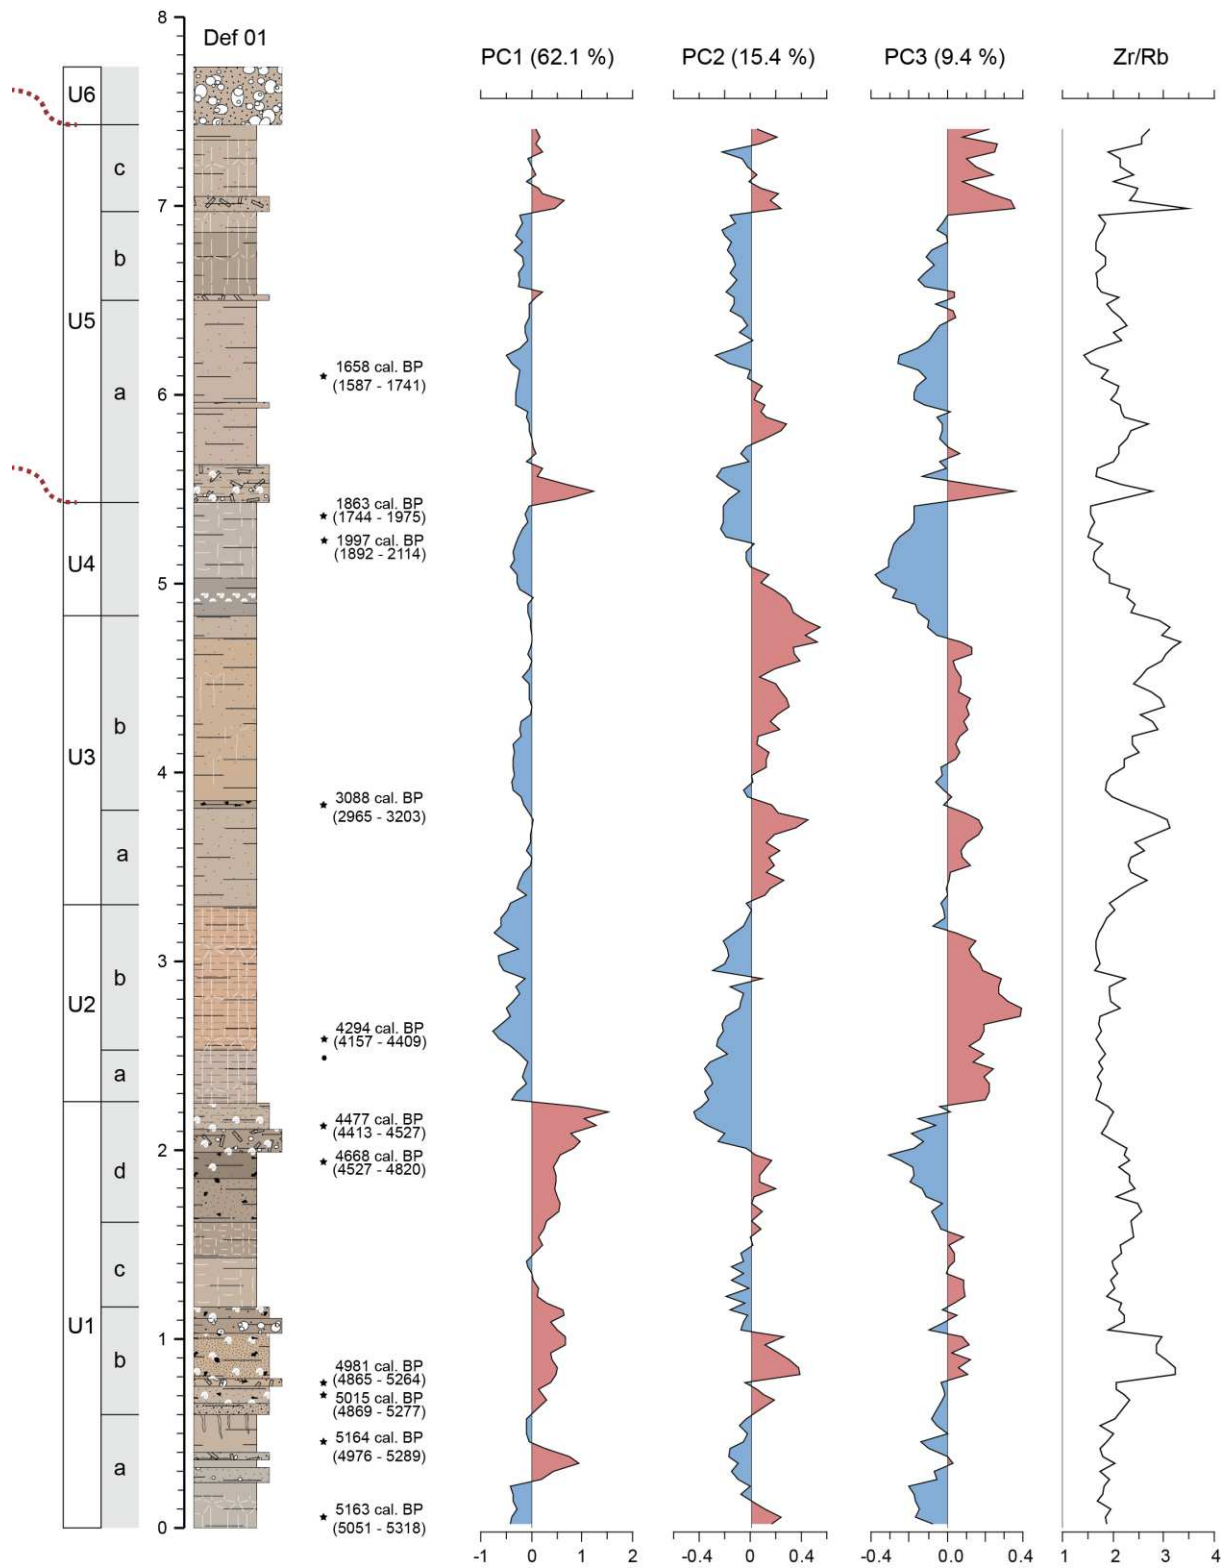 8
Def 01
PC1 (62.1 %)
PC2 (15.4 %)
PC3 (9.4 %)
Zr/Rb
U6
c
7
b
U5
1658 cal. BP
(1587 - 1741)
6
a
1863 cal. BP
(1744 - 1975)
1997 cal. BP
(1892 - 2114)
U4
5
b
U3
4
3088 cal. BP
(2965 - 3203)
a
3
b
U2
4294 cal. BP
(4157 - 4409)
a
4477 cal. BP
(4413 - 4527)
2
4668 cal. BP
(4527 - 4820)
d
c
U1
1
b
4981 cal. BP
(4865 - 5264)
5015 cal. BP
(4869 - 5277)
5164 cal. BP
(4976 - 5289)
a
5163 cal. BP
(5051 - 5318)
0
-1 0 1 2
-0.4 0 0.4
-0.4 0 0.4
1 2 3 4